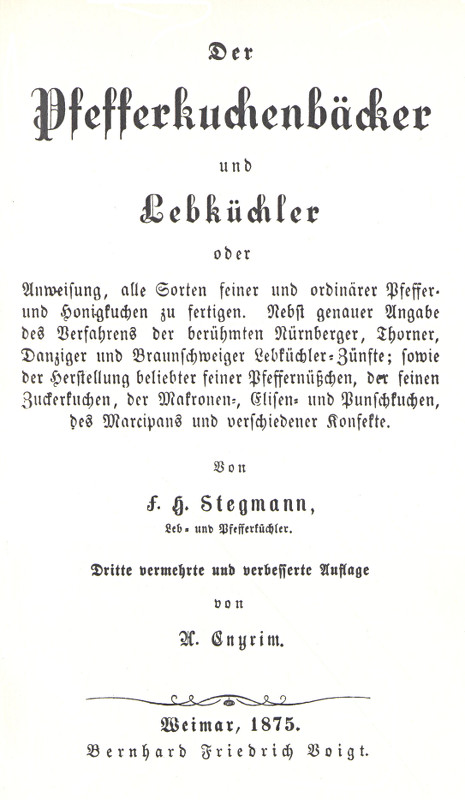 Der
Pfefferkuchenbäcker
und
Lebküchler
oder
Anweisung, alle Sorten feiner und ordinärer Pfeffer-
und Honigkuchen zu fertigen. Nebst genauer Angabe
des Verfahrens der berühmten Nürnberger, Thorner,
Danziger und Braunschweiger Lebküchler-Zünfte; sowie
der Herstellung beliebter feiner Pfeffernüßchen, der feinen
Zuckerkuchen, der Makronen-, Elisen- und Punschkuchen,
des Marcipans und verschiedener Konfekte.
Von
F. H. Stegmann,
Leb- und Pfefferküchler.
Dritte vermehrte und verbesserte Auflage
von
A. Cnyrim.
Weimar, 1875.
Bernhard Friedrich Voigt.